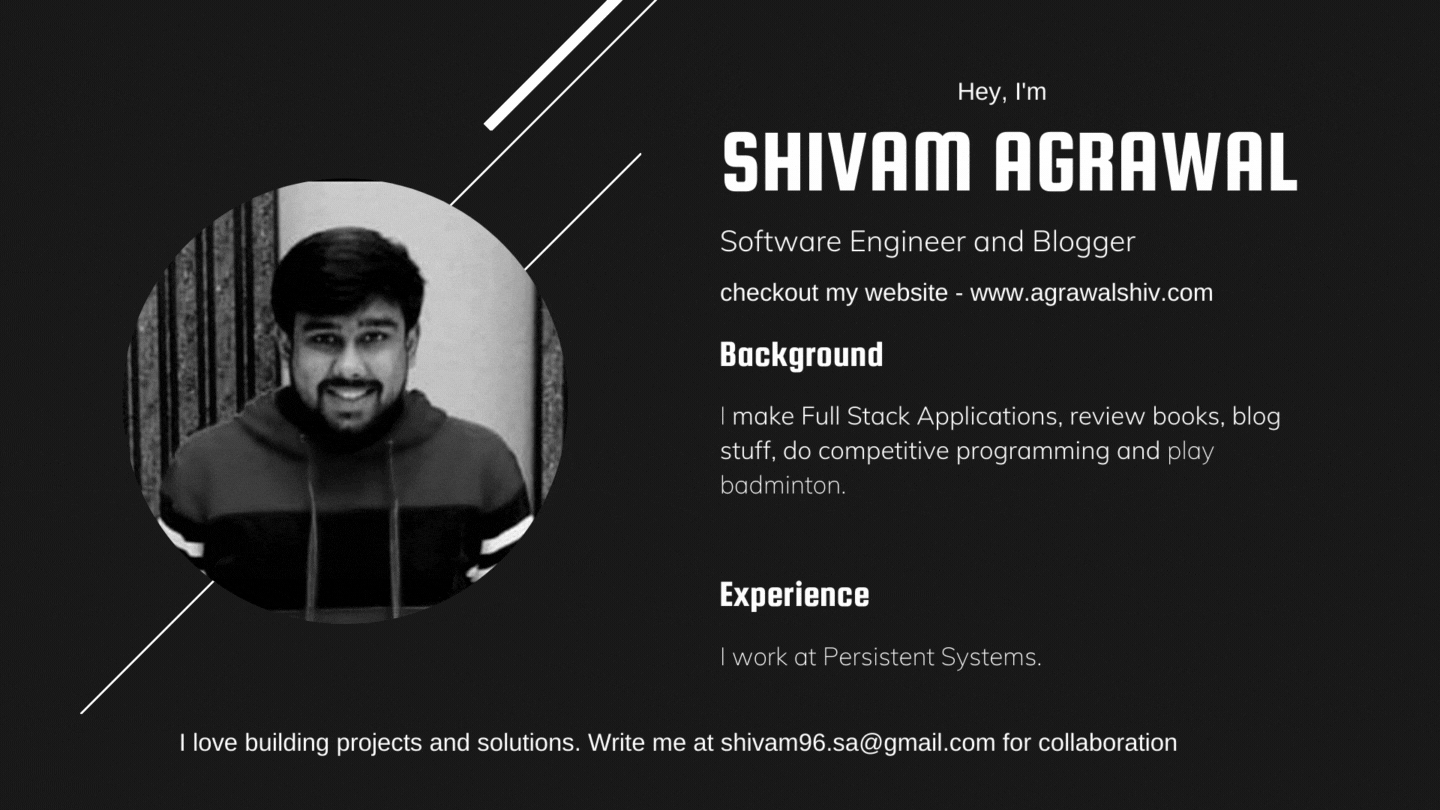 Hey, I'm
SHIVAM AGRAWAL
Software Engineer and Blogger
checkout my website - www.agrawalshiv.com
Background
I make Full Stack Applications, review books, blog
stuff, do competitive programming and play
badminton.
Experience
I work at Persistent Systems.
I love building projects and solutions. Write me at shivam96.sa@gmail.com for collaboration